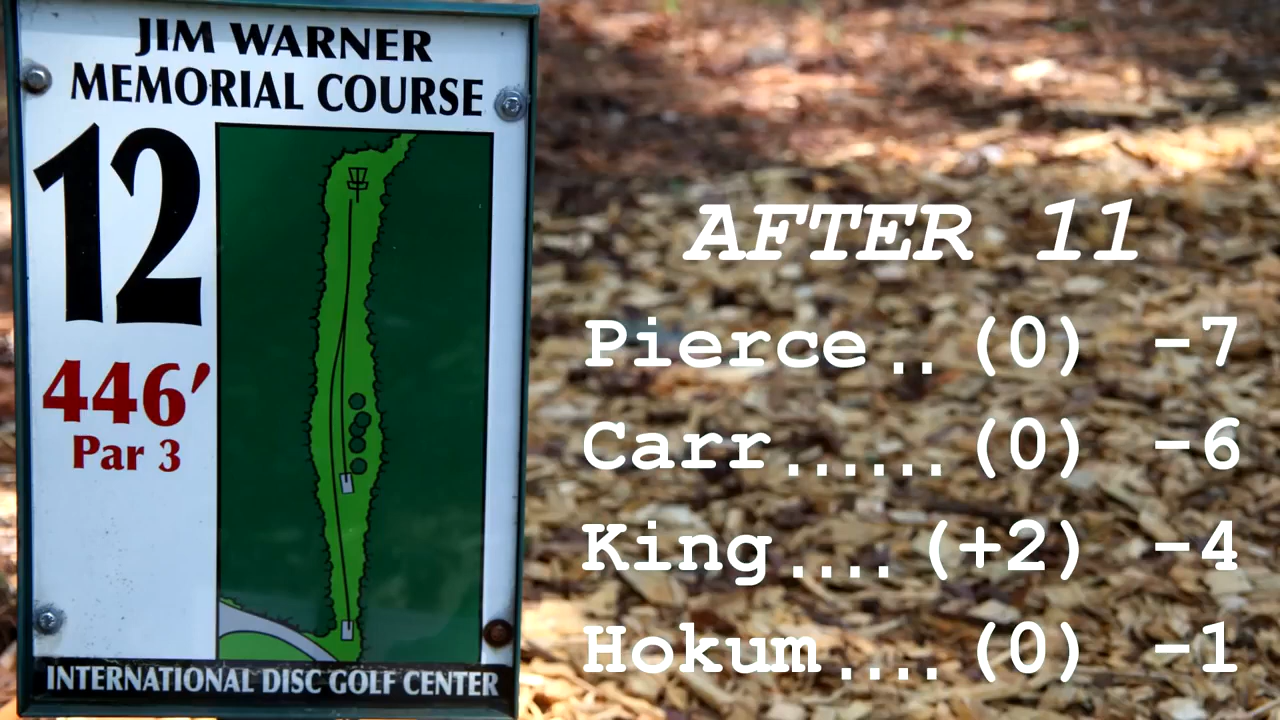 JIM WARNER
MEMORIAL COURSE
12
446'
Par 3
INTERNATIONAL DISC GOLF CENTER
AFTER 11
Pierce.. (0) -7
Carr...... (0) -6
King.... (+2) -4
Hokum.... (0) -1